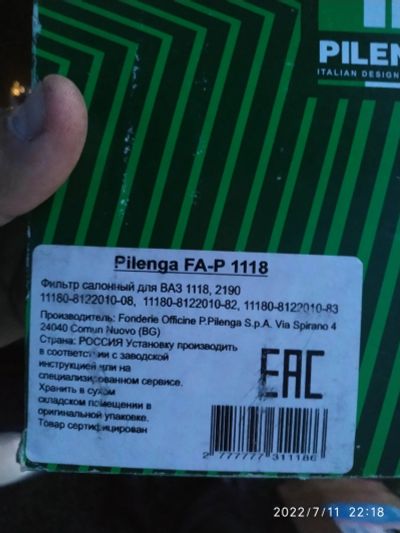 PILEN
ITALIAN DESIGN
Pilenga FA-P 1118
Фильтр салонный для ВАЗ 1118, 2190
11180-8122010-08, 11180-8122010-82, 11180-8122010-83
Производитель: Fonderie Officine P.Pilenga S.p.A. Via Spirano 4
24040 Comun Nuovo (BG)
Страна: РОССИЯ Установку производить
в соответствии с заводской
инструкцией или на
специализированном сервисе.
Хранить в сухом
складском помещении в
оригинальной упаковке.
Товар сертифицирован
EAC
2 777777 311186
2022/7/11 22:18